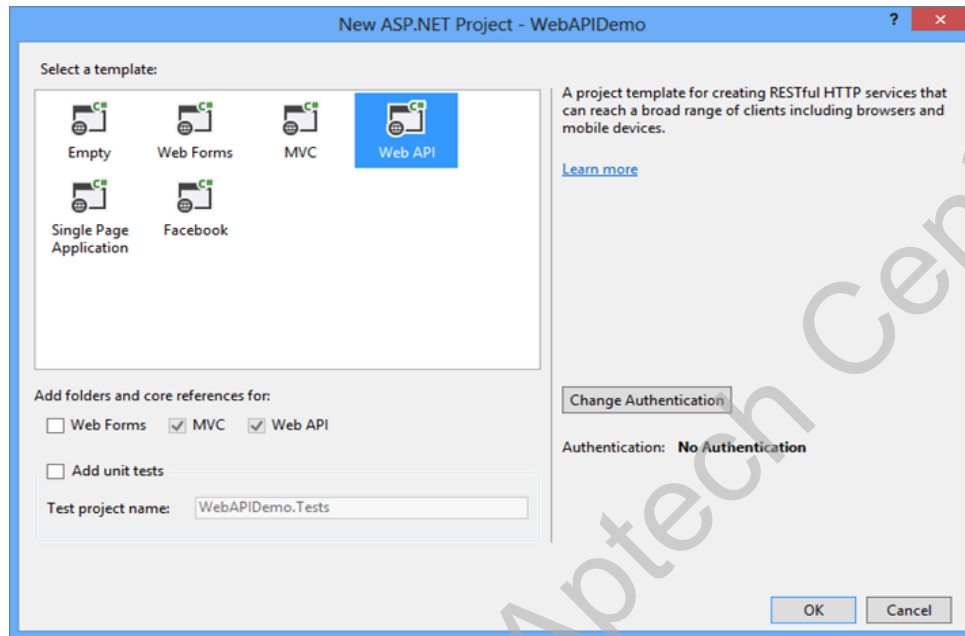 New ASP.NET Project - WebAPIDemo
? ×
Select a template:
C# C# C# C#
Empty Web Forms MVC Web API
C# C#
Single Page Application Facebook
A project template for creating RESTful HTTP services that
can reach a broad range of clients including browsers and
mobile devices.
Learn more
Add folders and core references for:
Web Forms MVC Web API
Add unit tests
Test project name: WebAPIDemo.Tests
Change Authentication
Authentication: No Authentication
OK Cancel
Aptech